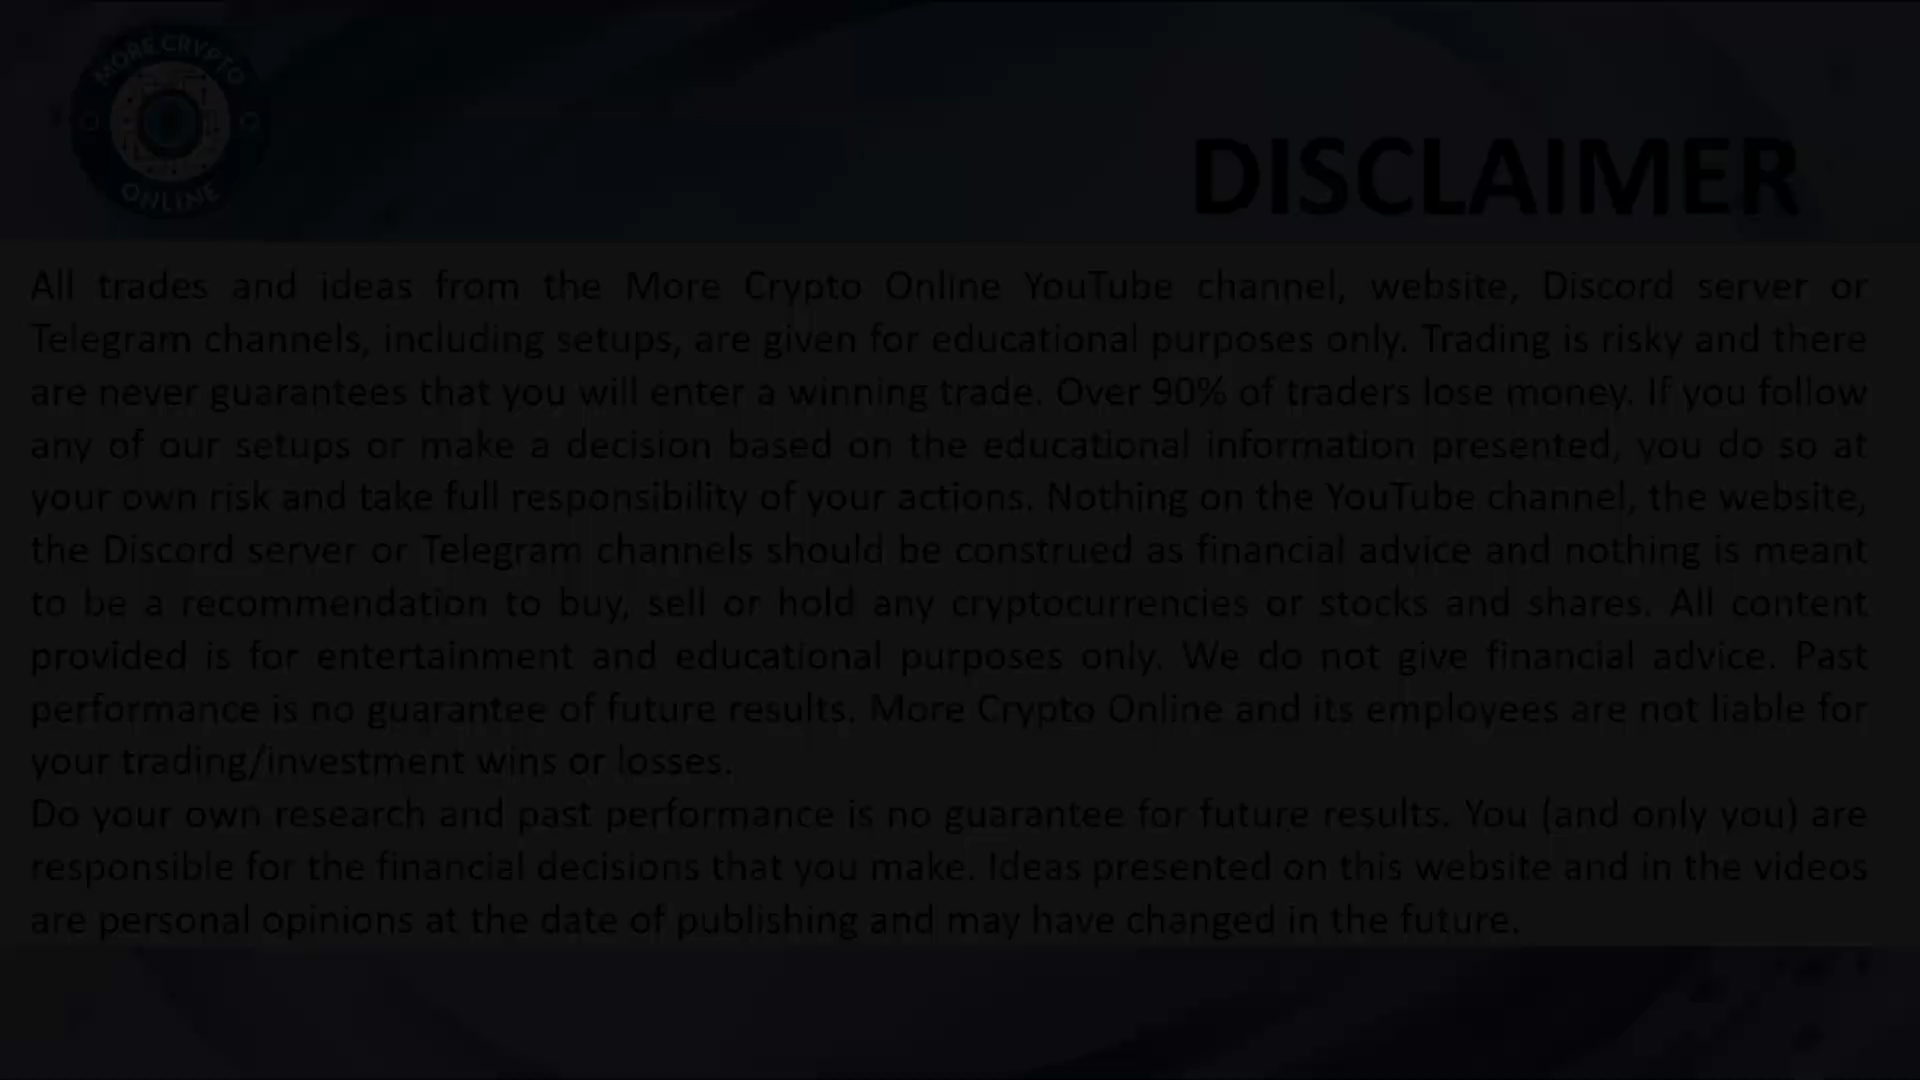 MORE CRYPTO
ONLINE
DISCLAIMER
All trades and ideas from the More Crypto Online YouTube channel, website, Discord server or
Telegram channels, including setups, are given for educational purposes only. Trading is risky and there
are never guarantees that you will enter a winning trade. Over 90% of traders lose money. If you follow
any of our setups or make a decision based on the educational information presented, you do so at
your own risk and take full responsibility of your actions. Nothing on the YouTube channel, the website,
the Discord server or Telegram channels should be construed as financial advice and nothing is meant
to be a recommendation to buy, sell or hold any cryptocurrencies or stocks and shares. All content
provided is for entertainment and educational purposes only. We do not give financial advice. Past
performance is no guarantee of future results. More Crypto Online and its employees are not liable for
your trading/investment wins or losses.
Do your own research and past performance is no guarantee for future results. You (and only you) are
responsible for the financial decisions that you make. Ideas presented on this website and in the videos
are personal opinions at the date of publishing and may have changed in the future.